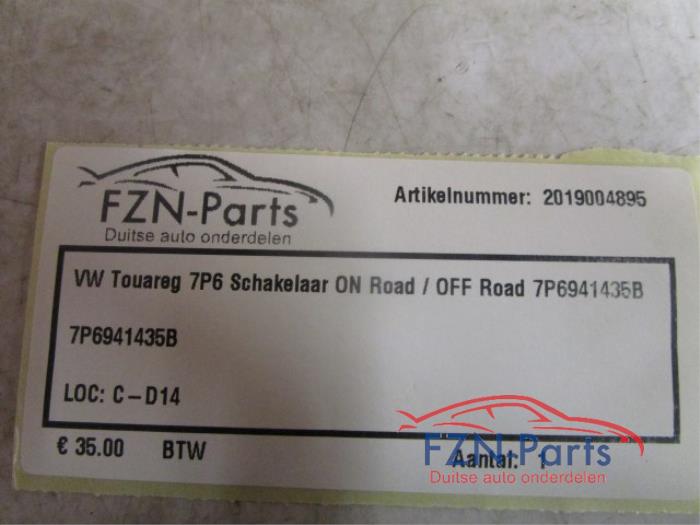 FZN-Parts
Duitse auto onderdelen
Artikelnummer: 2019004895
VW Touareg 7P6 Schakelaar ON Road / OFF Road 7P6941435B
7P6941435B
LOC: C-D14
€ 35.00 BTW
Aantal: 1
FZN-Parts
Duitse auto onderdelen